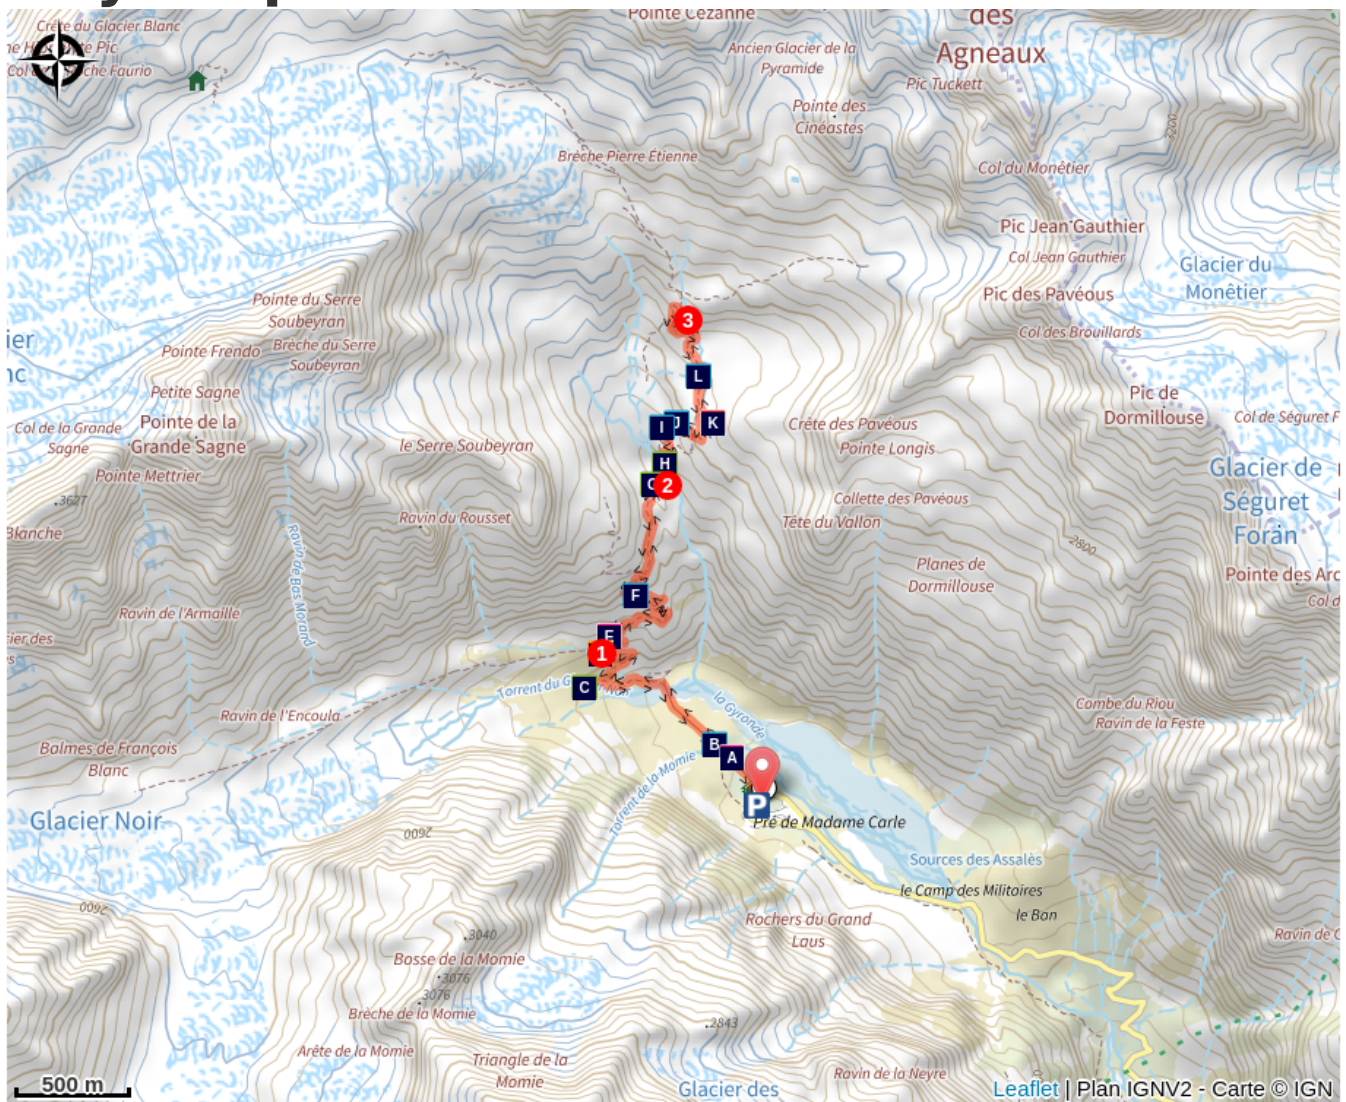 Crête du Glacier Blanc
Pic
Roche Faurio
Pointe Cézanne
des
Agneaux
Ancien Glacier de la
Pyramide
Pic Tuckett
Pointe des
Cinéastes
3200
Brèche Pierre Étienne
Col du Monêtier
Pic Jean Gauthier
Col Jean Gauthier
Glacier du
Monêtier
Pic des Pavéous
Col des Brouillards
Pointe du Serre
Soubeyran
Pointe Frendo
Brèche du Serre
Soubeyran
3
L
Petite Sagne
Pointe de la
Grande Sagne
Col de la Grande
Sagne
Pointe Mettrier
3627
Blanche
le Serre Soubeyran
I
J
K
H
2
Crête des Pavéous
Pointe Longis
Pic de
Dormillouse
Col de Séguret F
Glacier de
Séguret
Foran
Collette des Pavéous
Tête du Vallon
Ravin du Rousset
Ravin de Bas Morand
2800
Planes de
Dormillouse
Pointe des Arc
Col d
Ravin de l'Armaille
F
E
1
C
Torrent du G
la Gyronde
Combe du Riou
Ravin de la Feste
Ravin de l'Encoula
Balmes de François
Blanc
B
A
P
Torrent de la Momie
Pré de Madame Carle
Glacier Noir
2600
Sources des Assalès
le Camp des Militaires
le Ban
2600
Rochers du Grand
Laus
Ravin de
3040
Bosse de la Momie
3076
3076
Brèche de la Momie
2843
Arête de la Momie
Triangle de la
Momie
Ravin de la Neyre
Glacier des
500 m
Leaflet | Plan IGNV2 - Carte © IGN